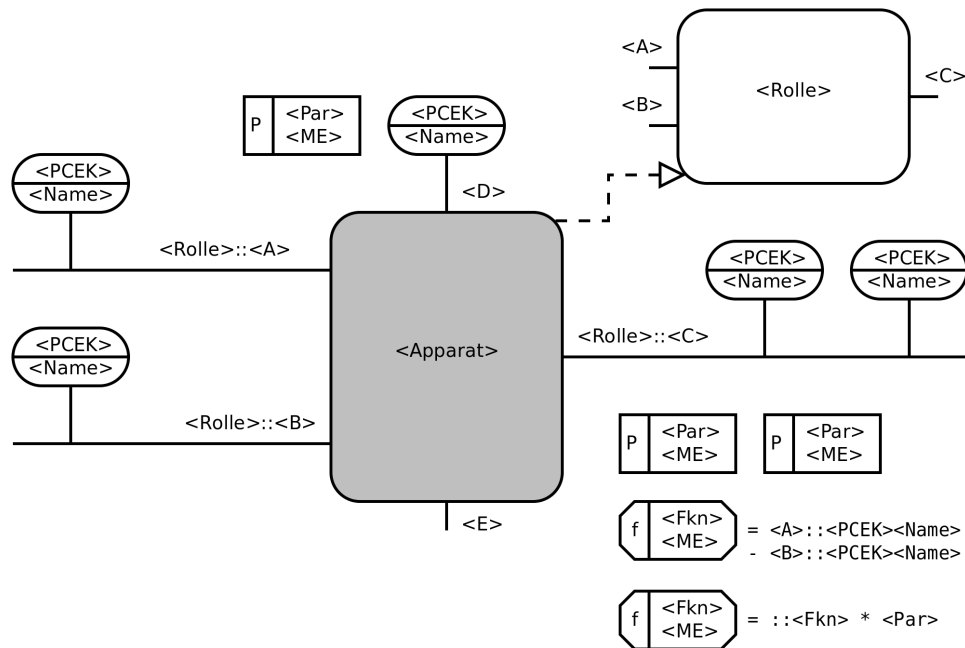 <A>
<B>
<Rolle>
<C>
P
<Par>
<ME>
<PCEK>
<Name>
<D>
<PCEK>
<Name>
<Rolle>::<A>
<PCEK>
<Name>
<PCEK>
<Name>
<Rolle>::<C>
<PCEK>
<Name>
<Rolle>::<B>
<Apparat>
<E>
P
<Par>
<ME>
P
<Par>
<ME>
f
<Fkn>
<ME>
= <A>::<PCEK><Name>
- <B>::<PCEK><Name>
f
<Fkn>
<ME>
= ::<Fkn> * <Par>